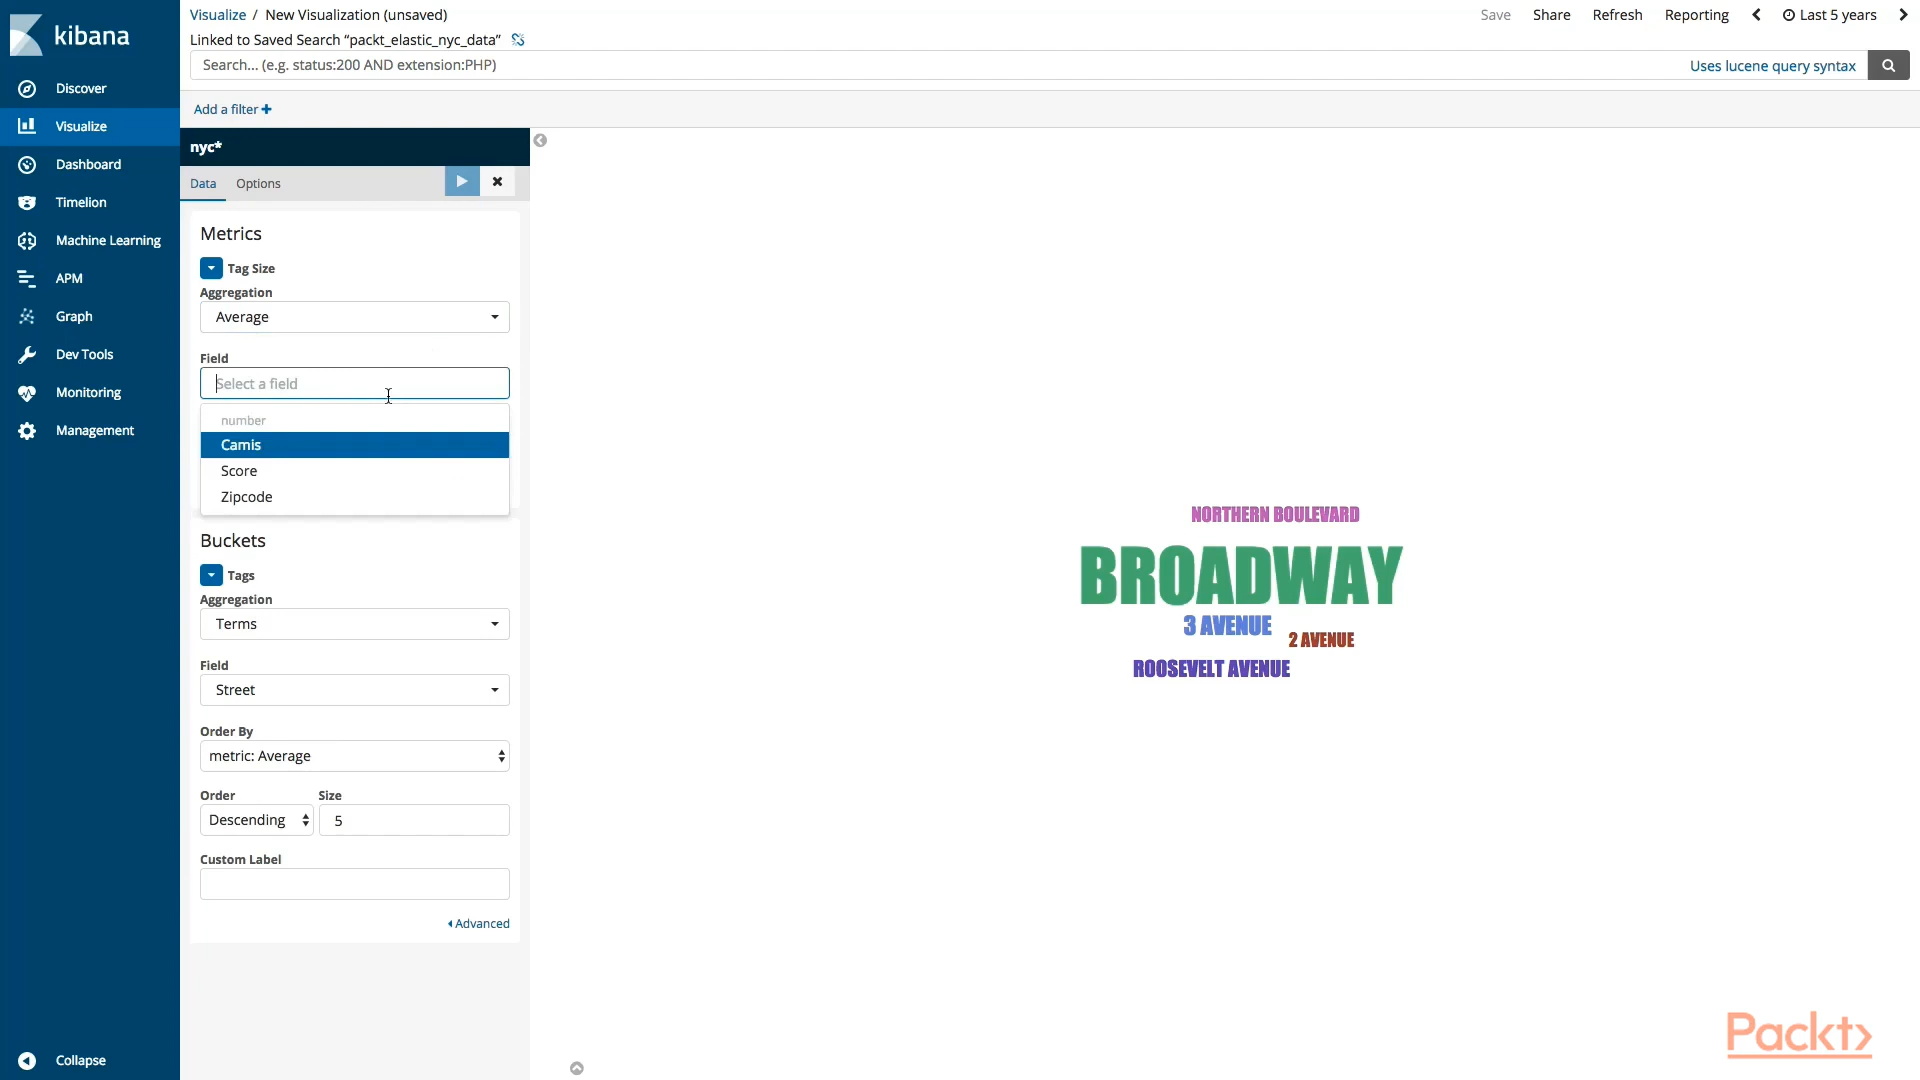 kibana
Discover
Visualize
Dashboard
Timelion
Machine Learning
APM
Graph
Dev Tools
Monitoring
Management
Collapse
Visualize / New Visualization (unsaved)
Save Share Refresh Reporting Last 5 years
Linked to Saved Search “packt_elastic_nyc_data”
Search... (e.g. status:200 AND extension:PHP)
Uses lucene query syntax
Add a filter
nyc*
Data Options
Metrics
Tag Size
Aggregation
Average
Field
Select a field
number
Camis
Score
Zipcode
Buckets
Tags
Aggregation
Terms
Field
Street
Order By
metric: Average
Order Size
Descending 5
Custom Label
Advanced
NORTHERN BOULEVARD
BROADWAY
3 AVENUE
2 AVENUE
ROOSEVELT AVENUE
Packt>